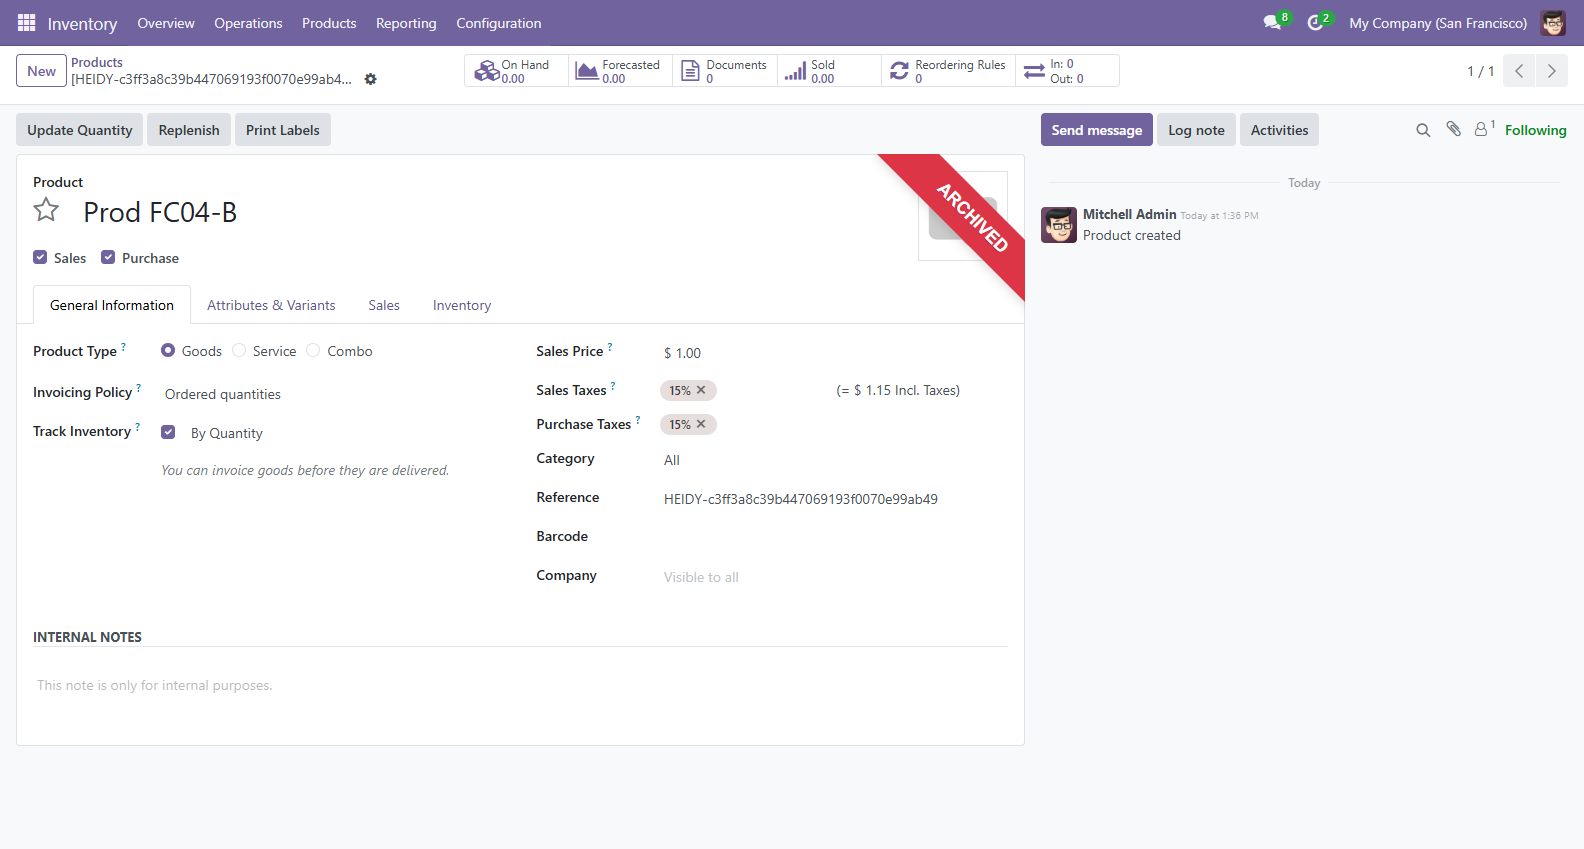 Inventory Overview Operations Products Reporting Configuration 8 2 My Company (San Francisco)
New Products
[HEIDY-c3ff3a8c39b447069193f0070e99ab4...
On Hand 0.00
Forecasted 0.00
Documents 0
Sold 0.00
Reordering Rules 0
In: 0
Out: 0
1 / 1
Update Quantity Replenish Print Labels
Send message Log note Activities 1 Following
Product
Prod FC04-B
ARCHIVED
Sales Purchase
General Information Attributes & Variants Sales Inventory
Product Type ? Goods Service Combo
Invoicing Policy ? Ordered quantities
Track Inventory ? By Quantity
You can invoice goods before they are delivered.
Sales Price ? $ 1.00
Sales Taxes ? 15% × (= $ 1.15 Incl. Taxes)
Purchase Taxes ? 15% ×
Category All
Reference HEIDY-c3ff3a8c39b447069193f0070e99ab49
Barcode
Company Visible to all
INTERNAL NOTES
This note is only for internal purposes.
Today
Mitchell Admin Today at 1:36 PM
Product created